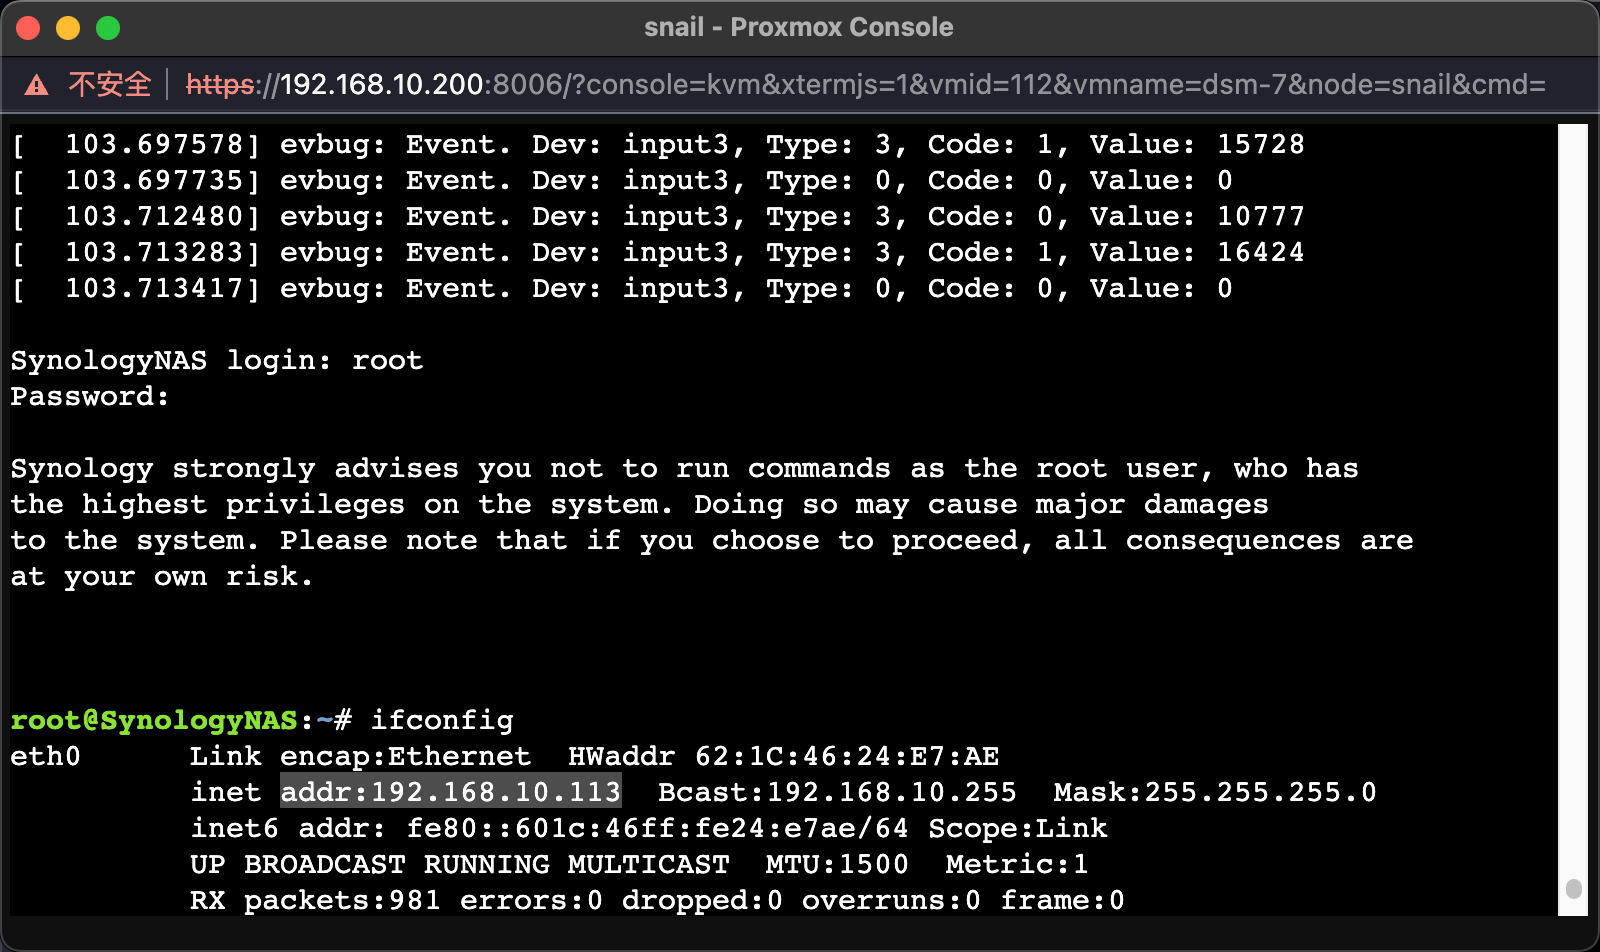 snail - Proxmox Console
不安全 https://192.168.10.200:8006/?console=kvm&xtermjs=1&vmid=112&vmname=dsm-7&node=snail&cmd=
[  103.697578] evbug: Event. Dev: input3, Type: 3, Code: 1, Value: 15728
[  103.697735] evbug: Event. Dev: input3, Type: 0, Code: 0, Value: 0
[  103.712480] evbug: Event. Dev: input3, Type: 3, Code: 0, Value: 10777
[  103.713283] evbug: Event. Dev: input3, Type: 3, Code: 1, Value: 16424
[  103.713417] evbug: Event. Dev: input3, Type: 0, Code: 0, Value: 0
SynologyNAS login: root
Password:
Synology strongly advises you not to run commands as the root user, who has
the highest privileges on the system. Doing so may cause major damages
to the system. Please note that if you choose to proceed, all consequences are
at your own risk.
root@SynologyNAS:~# ifconfig
eth0      Link encap:Ethernet  HWaddr 62:1C:46:24:E7:AE
inet addr:192.168.10.113  Bcast:192.168.10.255  Mask:255.255.255.0
inet6 addr: fe80::601c:46ff:fe24:e7ae/64 Scope:Link
UP BROADCAST RUNNING MULTICAST  MTU:1500  Metric:1
RX packets:981 errors:0 dropped:0 overruns:0 frame:0